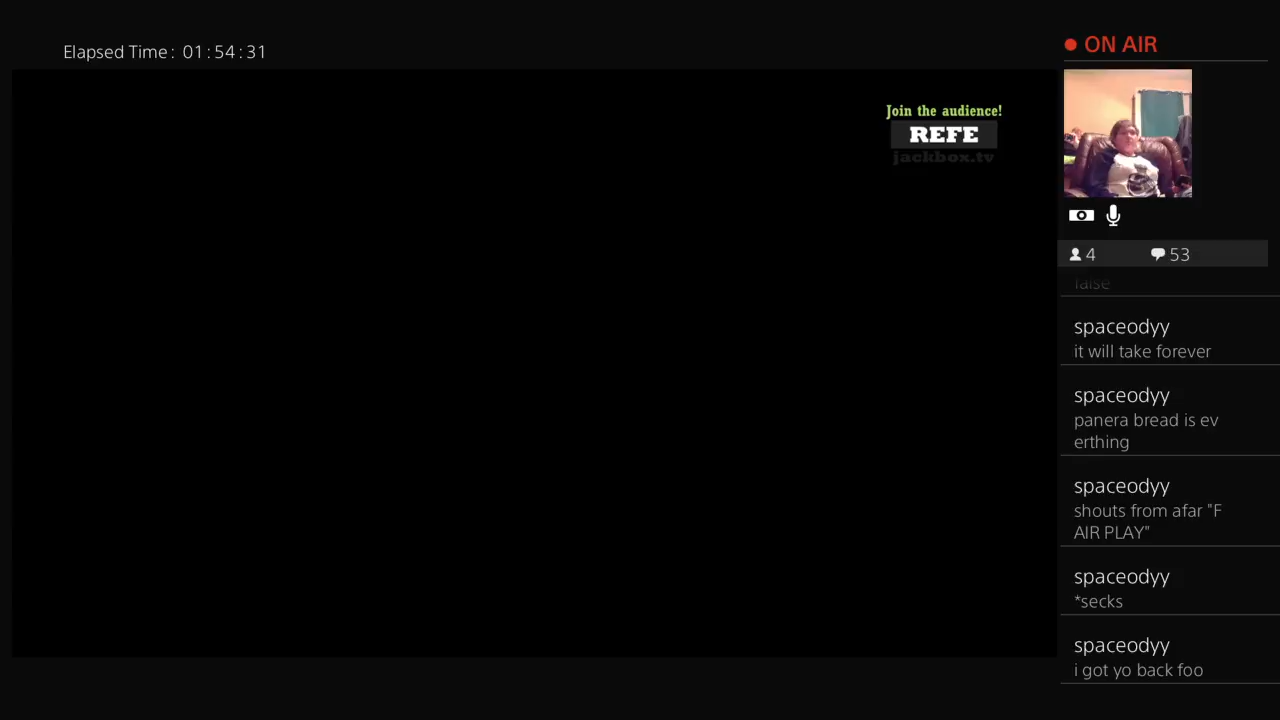 Elapsed Time: 01:54:31
ON AIR
Join the audience!
REFE
jackbox.tv
4 53
false
spaceodyy
it will take forever
spaceodyy
panera bread is ev
erthing
spaceodyy
shouts from afar "F
AIR PLAY"
spaceodyy
*secks
spaceodyy
i got yo back foo